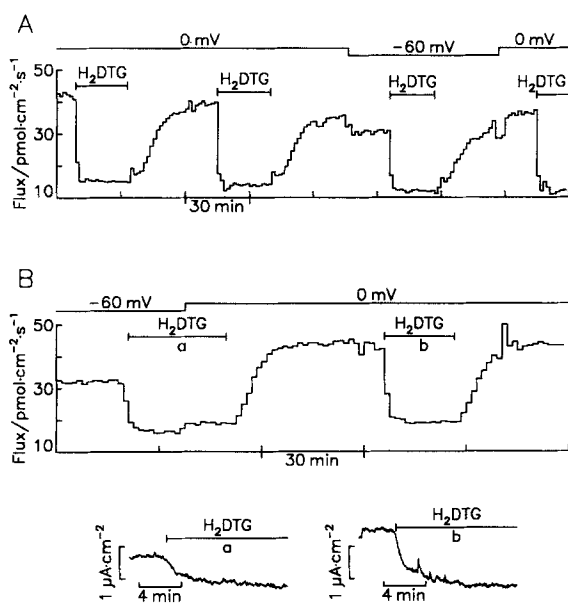 A
0 mV
−60 mV
0 mV
H₂DTG
H₂DTG
H₂DTG
H₂DTG
50
30
10
Flux/pmol·cm⁻²·s⁻¹
30 min
B
−60 mV
0 mV
H₂DTG
a
H₂DTG
b
50
30
10
Flux/pmol·cm⁻²·s⁻¹
30 min
H₂DTG
a
1 μA·cm⁻²
4 min
H₂DTG
b
1 μA·cm⁻²
4 min